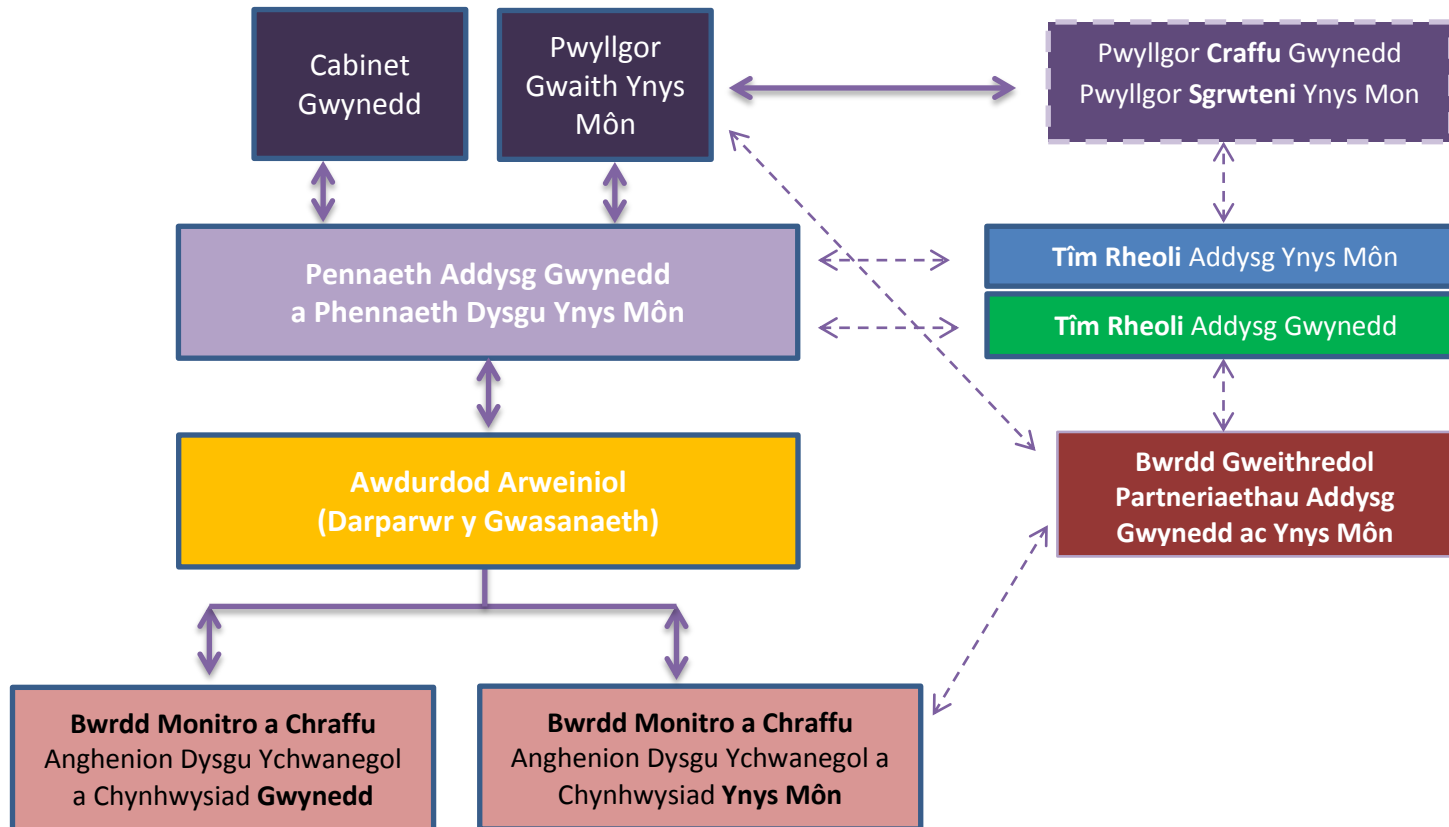 Cabinet
Gwynedd
Pwyllgor
Gwaith Ynys
Môn
Pwyllgor Craffu Gwynedd
Pwyllgor Sgrwteni Ynys Mon
Pennaeth Addysg Gwynedd
a Phennaeth Dysgu Ynys Môn
Tîm Rheoli Addysg Ynys Môn
Tîm Rheoli Addysg Gwynedd
Awdurdod Arweiniol
(Darparwr y Gwasanaeth)
Bwrdd Gweithredol
Partneriaethau Addysg
Gwynedd ac Ynys Môn
Bwrdd Monitro a Chraffu
Anghenion Dysgu Ychwanegol
a Chynhwysiad Gwynedd
Bwrdd Monitro a Chraffu
Anghenion Dysgu Ychwanegol a
Chynhwysiad Ynys Môn